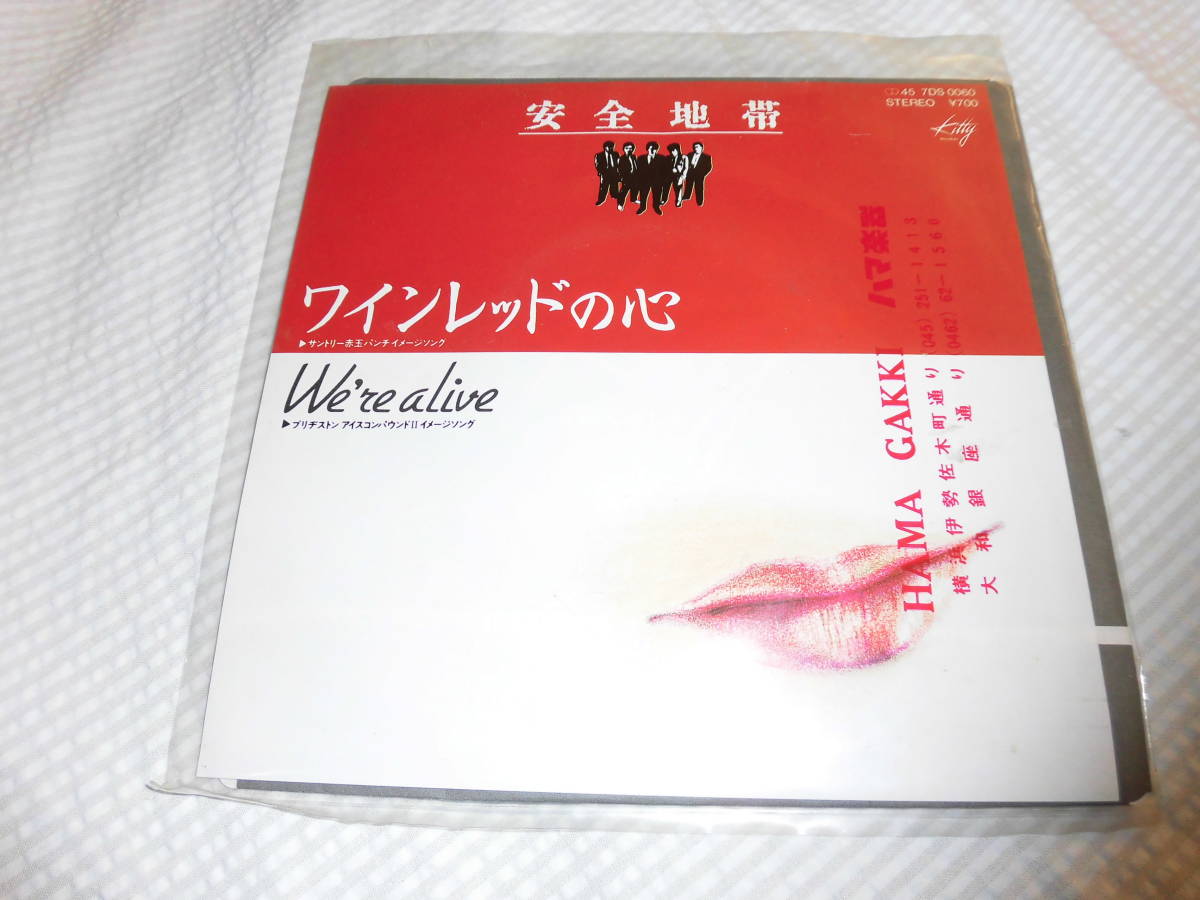 45 7DS 0060
STEREO ¥700
Kitty
安全地帯
ワインレッドの心
▶サントリー赤玉パンチ イメージソング
We're alive
▶ブリヂストン アイスコンパウンドII イメージソング
HAMA GAKKI ハマ楽器
横浜伊勢佐木町通り (045) 251-1413
大和銀座通り (0462) 62-1560